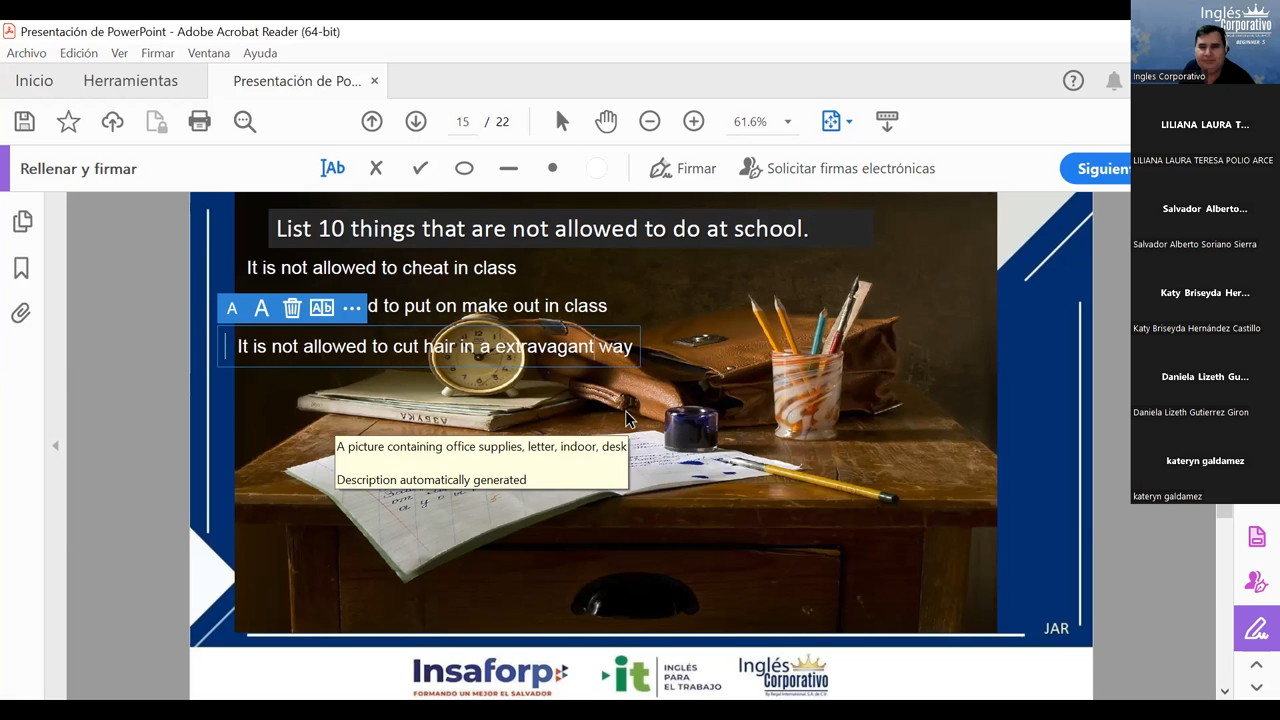 Presentación de PowerPoint - Adobe Acrobat Reader (64-bit)
Archivo Edición Ver Firmar Ventana Ayuda
Inicio Herramientas Presentación de Po... ×
15 / 22 61.6%
Rellenar y firmar Ab Firmar Solicitar firmas electrónicas Siguien
List 10 things that are not allowed to do at school.
It is not allowed to cheat in class
d to put on make out in class
A A Ab ...
It is not allowed to cut hair in a extravagant way
АЗБУКА
A picture containing office supplies, letter, indoor, desk
Description automatically generated
JAR
Insaforp
FORMANDO UN MEJOR EL SALVADOR
it INGLÉS PARA EL TRABAJO
Inglés Corporativo
Inglés
Corporativo
BEGINNER 5
Ingles Corporativo
LILIANA LAURA T...
LILIANA LAURA TERESA POLIO ARCE
Salvador Alberto...
Salvador Alberto Soriano Sierra
Katy Briseyda Her...
Katy Briseyda Hernández Castillo
Daniela Lizeth Gu...
Daniela Lizeth Gutierrez Giron
kateryn galdamez
kateryn galdamez